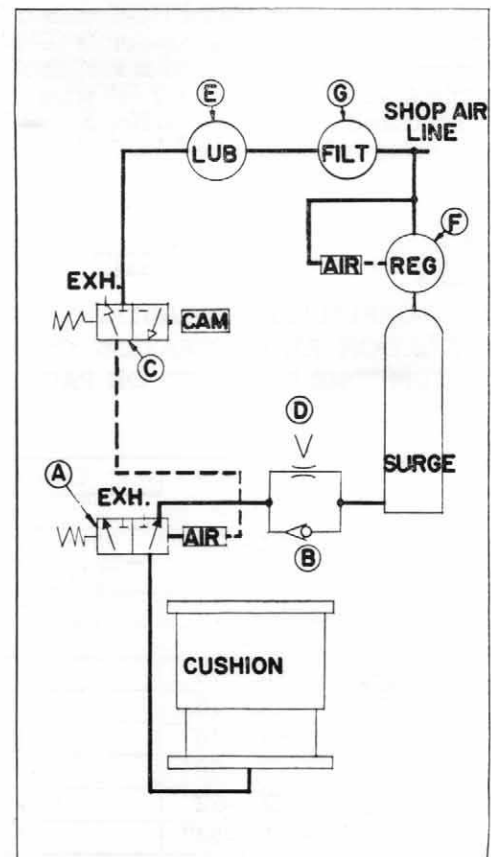 E
G
SHOP AIR
LINE
LUB
FILT
F
AIR
REG
EXH.
CAM
C
D
SURGE
A
EXH.
AIR
B
CUSHION